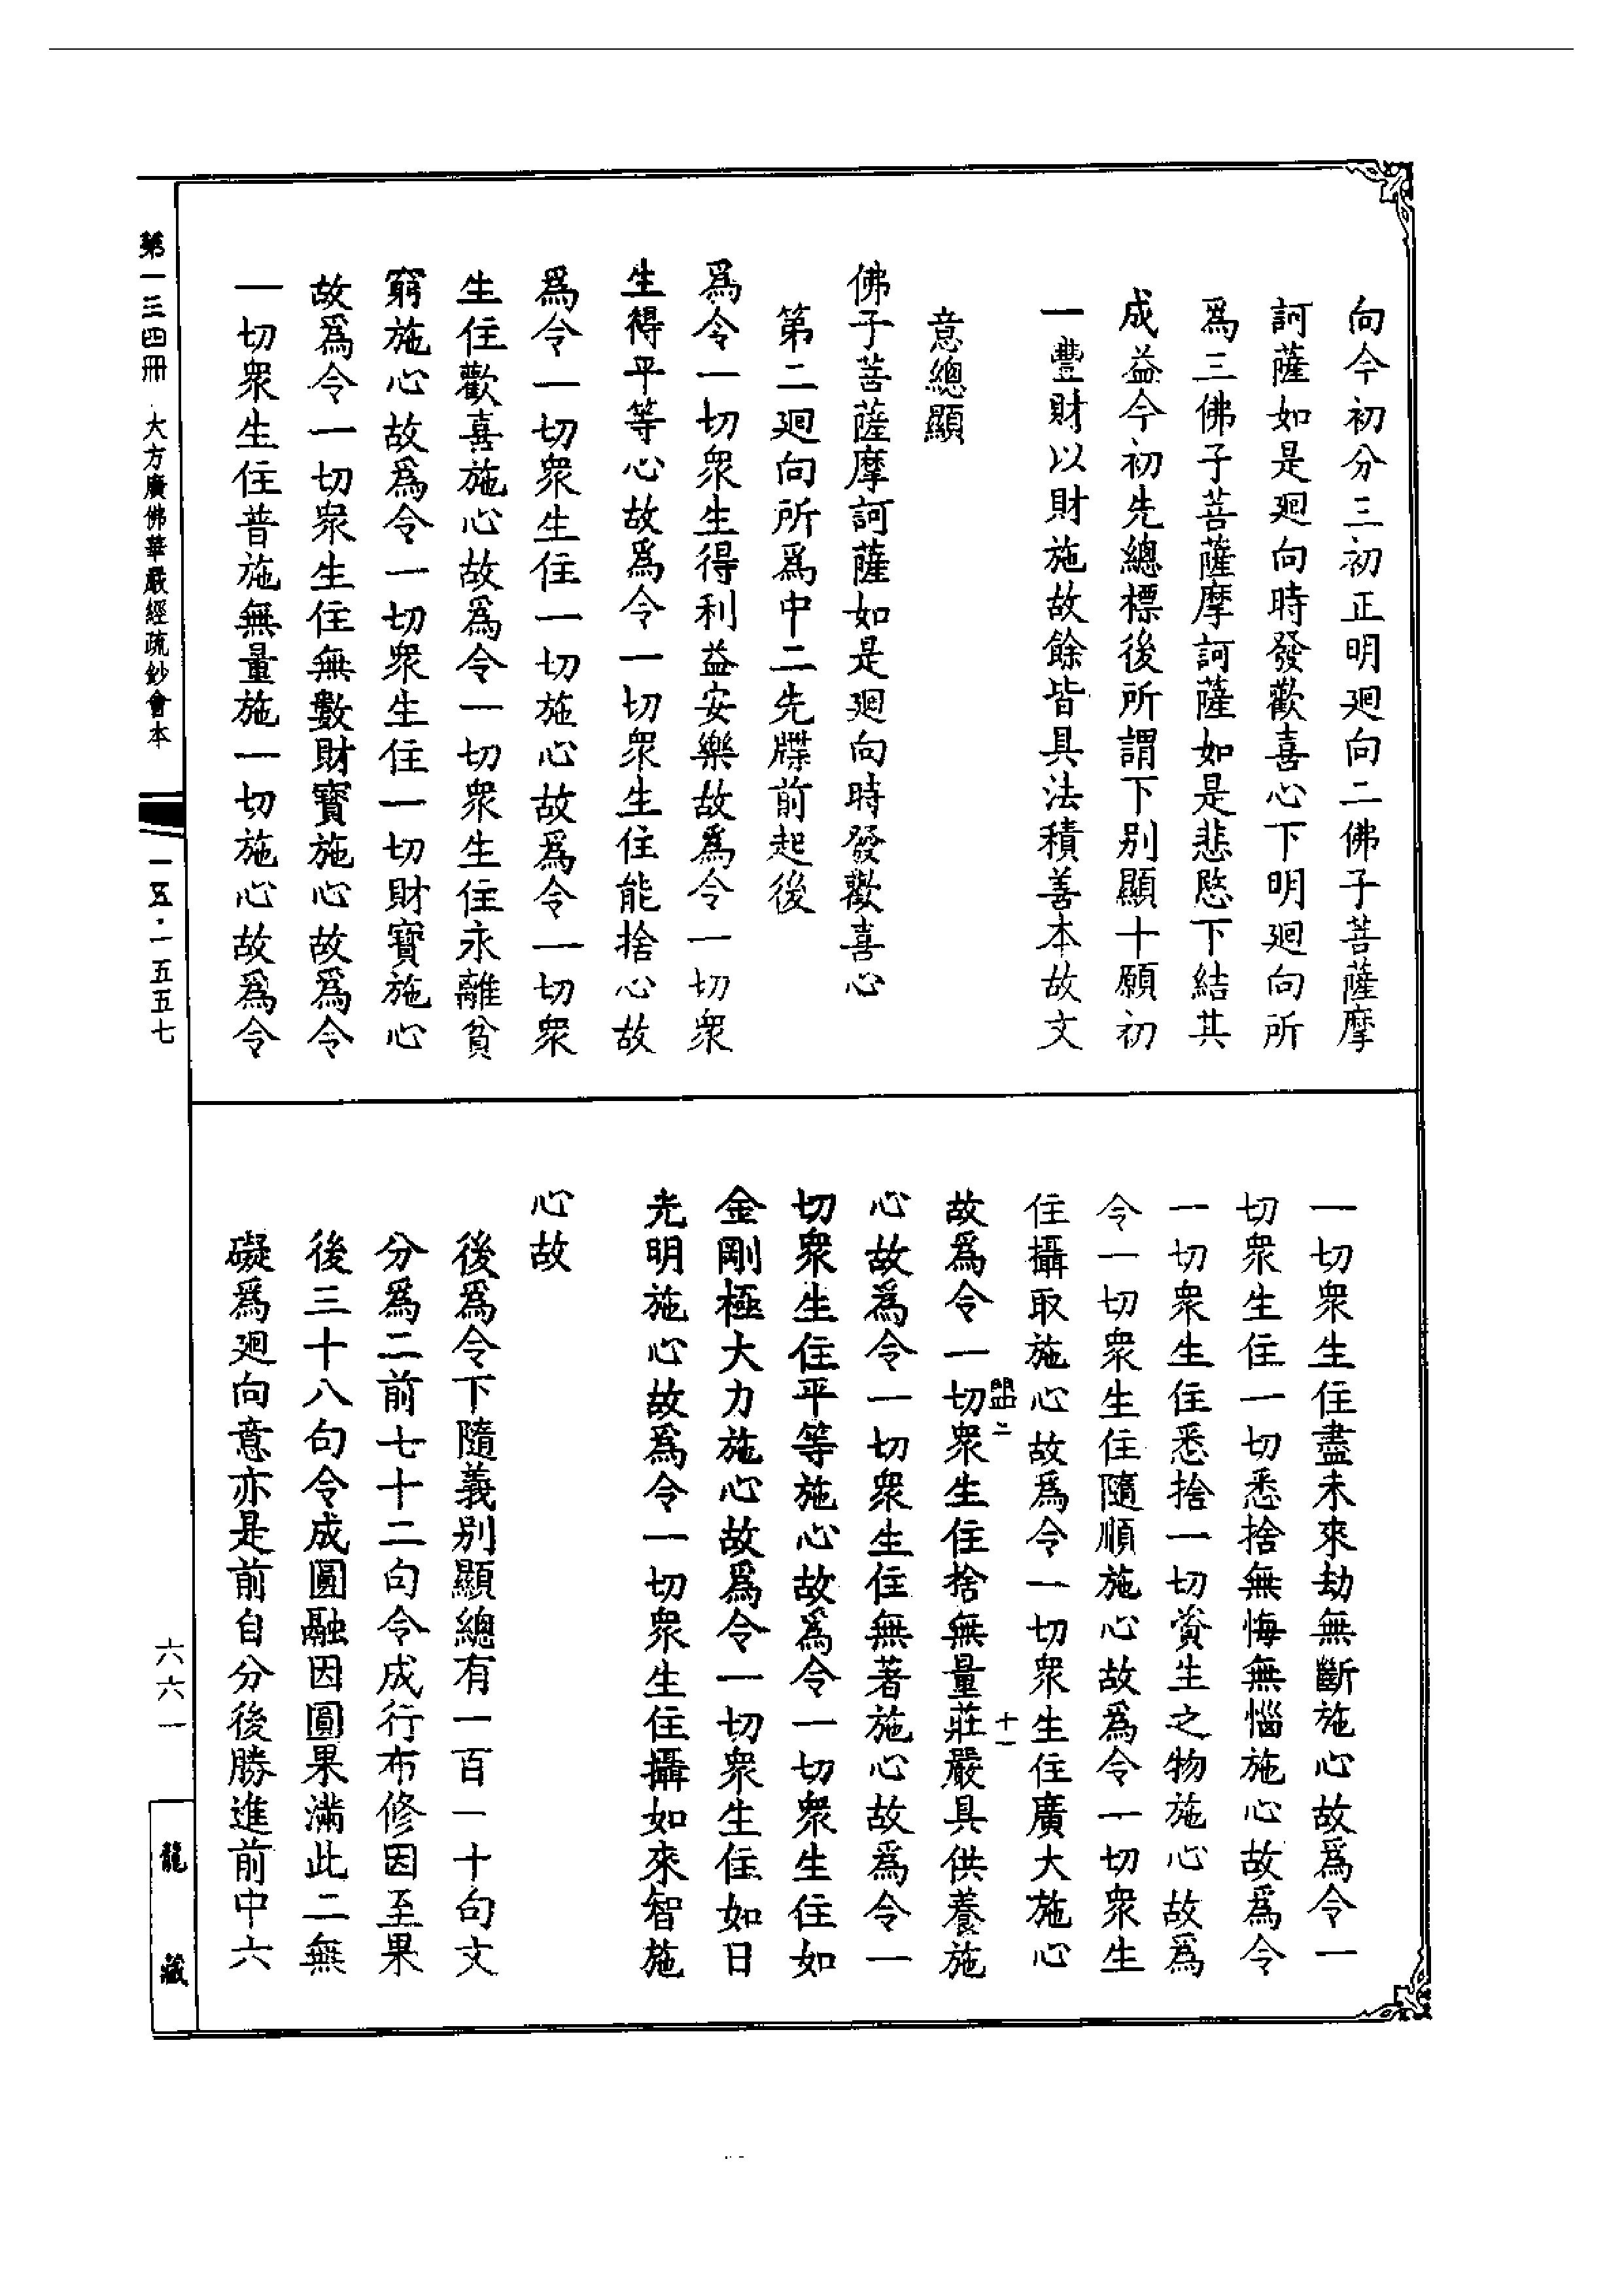 向今初分三初正明迴向二佛子菩薩摩
訶薩如是迴向時發歡喜心下明迴向所
爲三佛子菩薩摩訶薩如是悲愍下結其
成益今初先總標後所謂下別顯十願初
一豐財以財施故餘皆具法積善本故文
意總顯
佛子菩薩摩訶薩如是迴向時發歡喜心
第二迴向所爲中二先牒前起後
爲令一切衆生得利益安樂故爲令一切衆
生得平等心故爲令一切衆生住能捨心故
爲令一切衆生住一切施心故爲令一切衆
生住歡喜施心故爲令一切衆生住永離貧
窮施心故爲令一切衆生住一切財寶施心
故爲令一切衆生住無數財寶施心故爲令
一切衆生住普施無量施一切施心故爲令
一切衆生住盡未來劫無斷施心故爲令一
切衆生住一切悉捨無悔無惱施心故爲令
一切衆生住悉捨一切資生之物施心故爲
令一切衆生住隨順施心故爲令一切衆生
住攝取施心故爲令一切衆生住廣大施心
二 十一
故爲令一切衆生住捨無量莊嚴具供養施
心故爲令一切衆生住無著施心故爲令一
切衆生住平等施心故爲令一切衆生住如
金剛極大力施心故爲令一切衆生住如日
光明施心故爲令一切衆生住攝如來智施
心故
後爲令下隨義別顯總有一百一十句文
分爲二前七十二句令成行布修因至果
後三十八句令成圓融因圓果滿此二無
礙爲迴向意亦是前自分後勝進前中六
第一三四冊 大方廣佛華嚴經疏鈔會本
一五·一五五七
六六一
龍藏